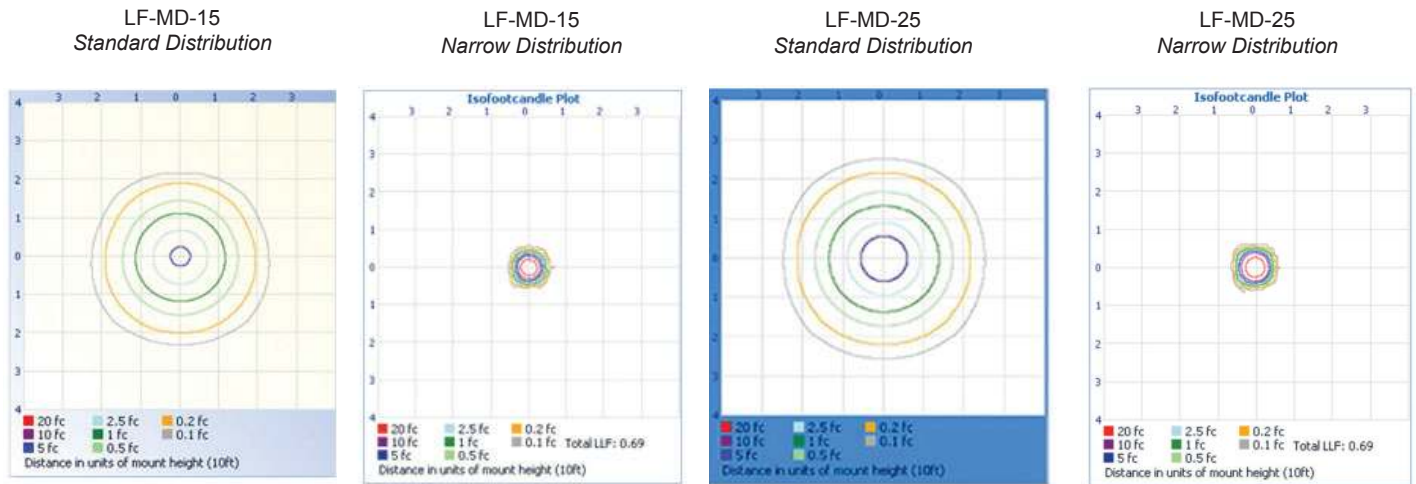 LF-MD-15
Standard Distribution
4 3 2 1 0 1 2 3
3
2
1
0
1
2
3
4
20 fc 2.5 fc 0.2 fc
10 fc 1 fc 0.1 fc
5 fc 0.5 fc
Distance in units of mount height (10ft)
LF-MD-15
Narrow Distribution
Isofootcandle Plot
3 2 1 0 1 2 3
4
3
2
1
0
1
2
3
4
20 fc 2.5 fc 0.2 fc
10 fc 1 fc 0.1 fc Total LLF: 0.69
5 fc 0.5 fc
Distance in units of mount height (10ft)
LF-MD-25
Standard Distribution
4 3 2 1 0 1 2 3
3
2
1
0
1
2
3
4
20 fc 2.5 fc 0.2 fc
10 fc 1 fc 0.1 fc
5 fc 0.5 fc
Distance in units of mount height (10ft)
LF-MD-25
Narrow Distribution
Isofootcandle Plot
3 2 1 0 1 2 3
4
3
2
1
0
1
2
3
4
20 fc 2.5 fc 0.2 fc
10 fc 1 fc 0.1 fc Total LLF: 0.69
5 fc 0.5 fc
Distance in units of mount height (10ft)